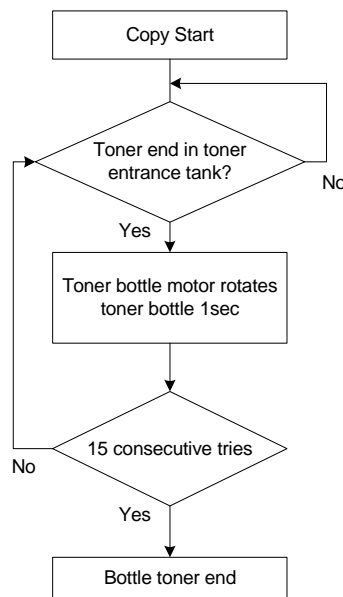 Copy Start
Toner end in toner
entrance tank?
No
Yes
Toner bottle motor rotates
toner bottle 1sec
15 consecutive tries
No
Yes
Bottle toner end